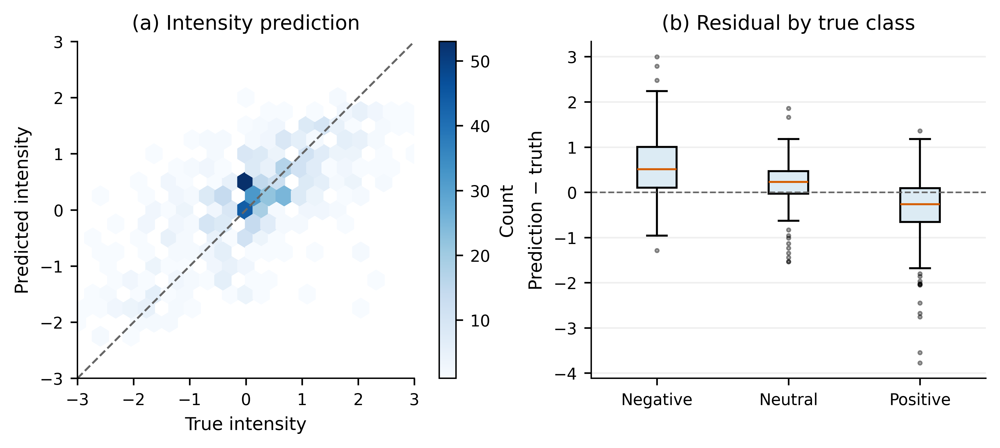 (a) Intensity prediction
3
2
1
0
−1
−2
−3
Predicted intensity
−3 −2 −1 0 1 2 3
True intensity
50
40
30
20
10
Count
(b) Residual by true class
3
2
1
0
−1
−2
−3
−4
Prediction − truth
Negative Neutral Positive